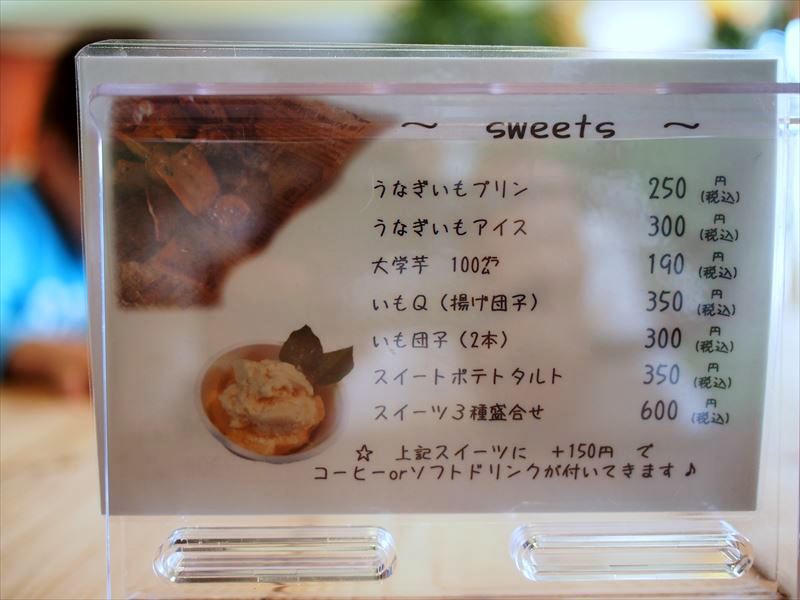 ～ sweets ～
うなぎいもプリン 250円(税込)
うなぎいもアイス 300円(税込)
大学芋 100㌘ 190円(税込)
いもQ（揚げ団子） 350円(税込)
いも団子（2本） 300円(税込)
スイートポテトタルト 350円(税込)
スイーツ３種盛合せ 600円(税込)
☆ 上記スイーツに ＋150円 で
コーヒーorソフトドリンクが付いてきます♪